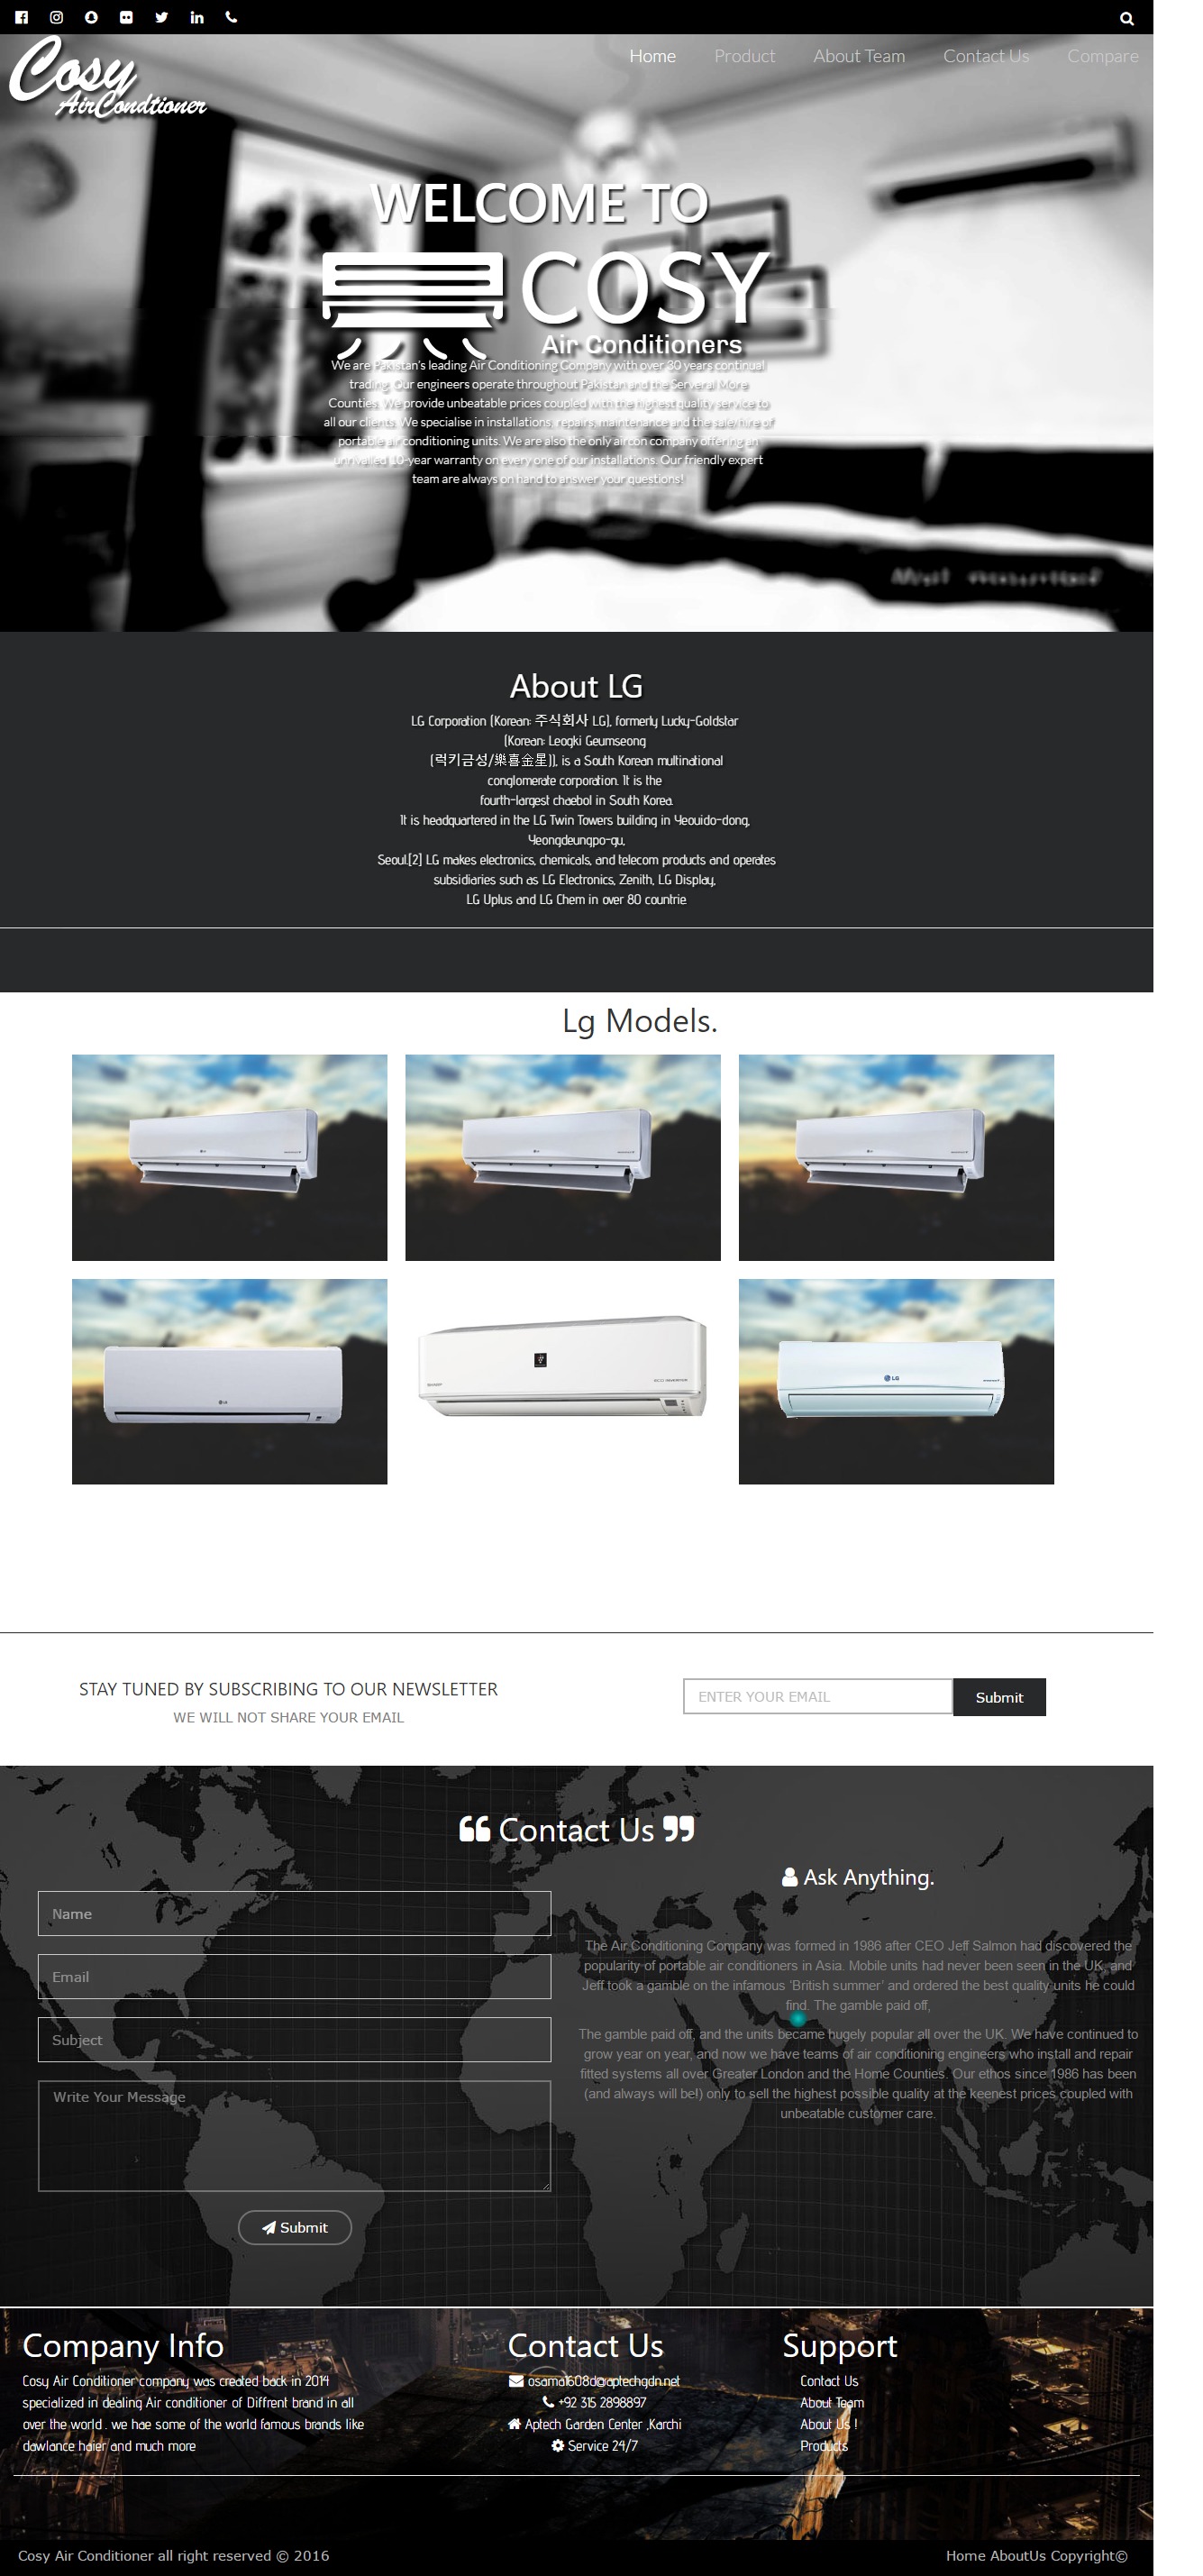 Cosy
AirCondtioner
Home Product About Team Contact Us Compare
WELCOME TO
COSY
Air Conditioners
We are Pakistan's leading Air Conditioning Company with over 30 years continual
trading. Our engineers operate throughout Pakistan and the Serveral More
Counties. We provide unbeatable prices coupled with the highest quality service to
all our clients. We specialise in installations, repairs, maintenance and the sale/hire of
portable air conditioning units. We are also the only aircon company offering an
unrivalled 10-year warranty on every one of our installations. Our friendly expert
team are always on hand to answer your questions!
About LG
LG Corporation (Korean: 주식회사 LG), formerly Lucky-Goldstar
(Korean: Leogki Geumseong
(럭키금성/樂喜金星)), is a South Korean multinational
conglomerate corporation. It is the
fourth-largest chaebol in South Korea.
It is headquartered in the LG Twin Towers building in Yeouido-dong,
Yeongdeungpo-gu,
Seoul.[2] LG makes electronics, chemicals, and telecom products and operates
subsidiaries such as LG Electronics, Zenith, LG Display,
LG Uplus and LG Chem in over 80 countrie
Lg Models.
LG
STAY TUNED BY SUBSCRIBING TO OUR NEWSLETTER
WE WILL NOT SHARE YOUR EMAIL
ENTER YOUR EMAIL
Submit
Contact Us
Ask Anything.
Name
Email
Subject
Write Your Message
Submit
The Air Conditioning Company was formed in 1986 after CEO Jeff Salmon had discovered the
popularity of portable air conditioners in Asia. Mobile units had never been seen in the UK, and
Jeff took a gamble on the infamous 'British summer' and ordered the best quality units he could
find. The gamble paid off,
The gamble paid off, and the units became hugely popular all over the UK. We have continued to
grow year on year, and now we have teams of air conditioning engineers who install and repair
fitted systems all over Greater London and the Home Counties. Our ethos since 1986 has been
(and always will be!) only to sell the highest possible quality at the keenest prices coupled with
unbeatable customer care.
Company Info
Cosy Air Conditioner company was created back in 2014
specialized in dealing Air conditioner of Diffrent brand in all
over the world . we hae some of the world famous brands like
dawlance haier and much more
Contact Us
osama1608d@aptechgdn.net
+92 315 2898897
Aptech Garden Center ,Karchi
Service 24/7
Support
Contact Us
About Team
About Us !
Products
Cosy Air Conditioner all right reserved © 2016
Home AboutUs Copyright©